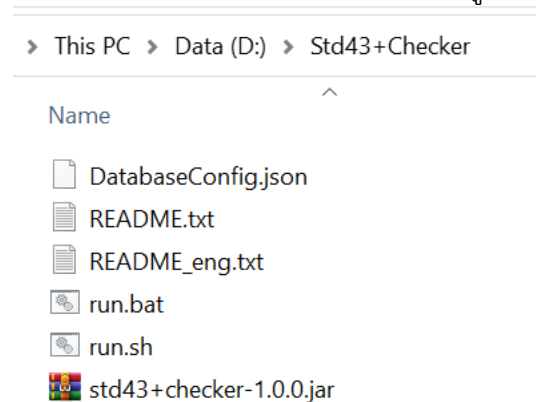 This PC > Data (D:) > Std43+Checker
Name
DatabaseConfig.json
README.txt
README_eng.txt
run.bat
run.sh
std43+checker-1.0.0.jar